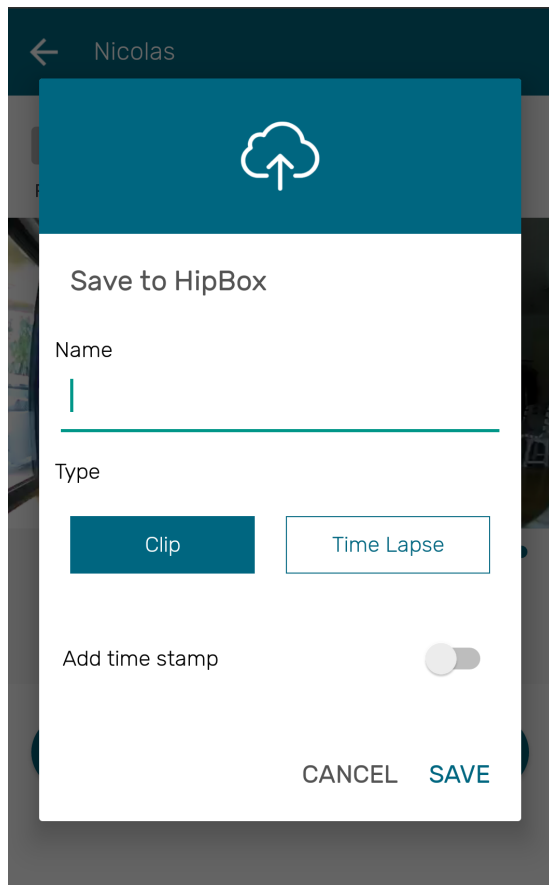 Nicolas
Save to HipBox
Name
Type
Clip
Time Lapse
Add time stamp
CANCEL
SAVE